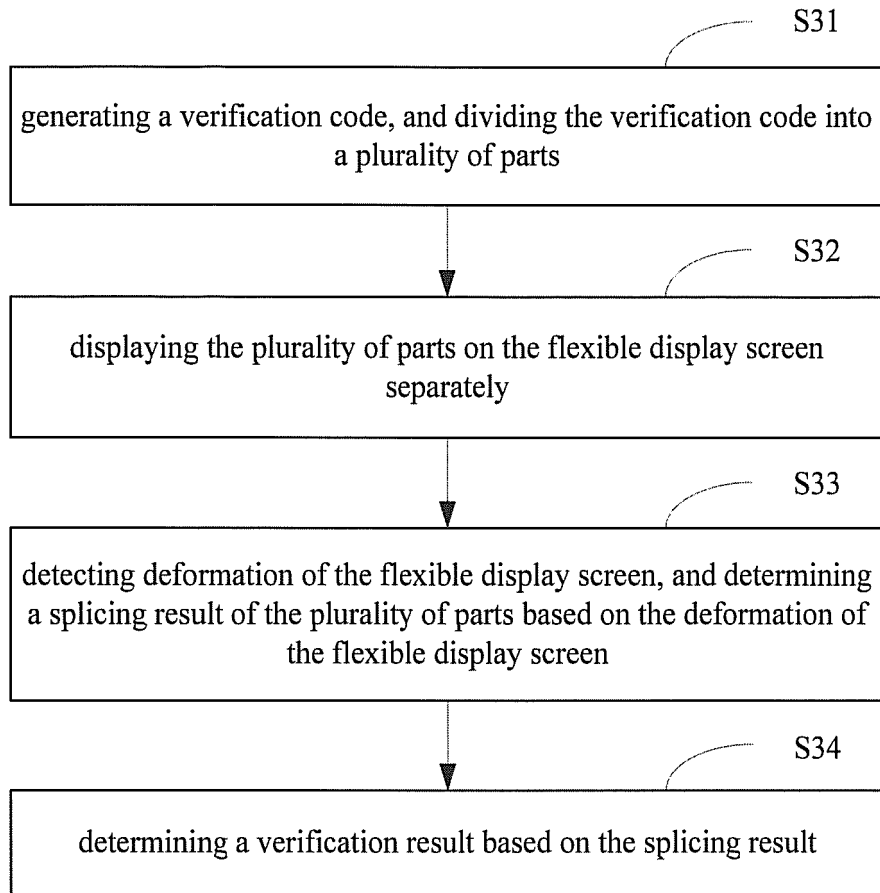 S31
generating a verification code, and dividing the verification code into
a plurality of parts
S32
displaying the plurality of parts on the flexible display screen
separately
S33
detecting deformation of the flexible display screen, and determining
a splicing result of the plurality of parts based on the deformation of
the flexible display screen
S34
determining a verification result based on the splicing result